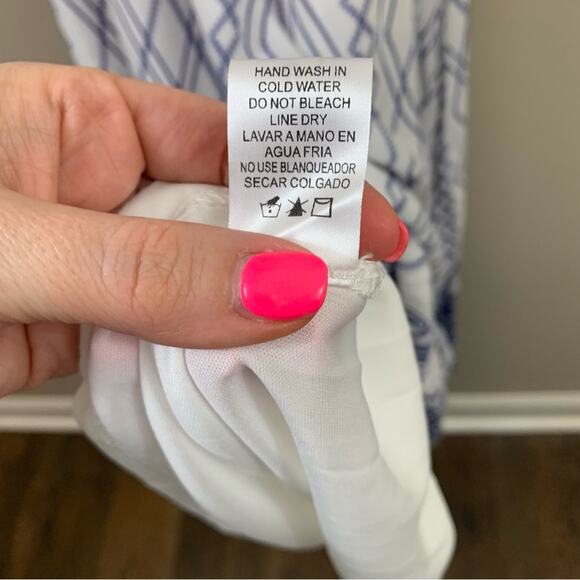 HAND WASH IN
COLD WATER
DO NOT BLEACH
LINE DRY
LAVAR A MANO EN
AGUA FRIA
NO USE BLANQUEADOR
SECAR COLGADO